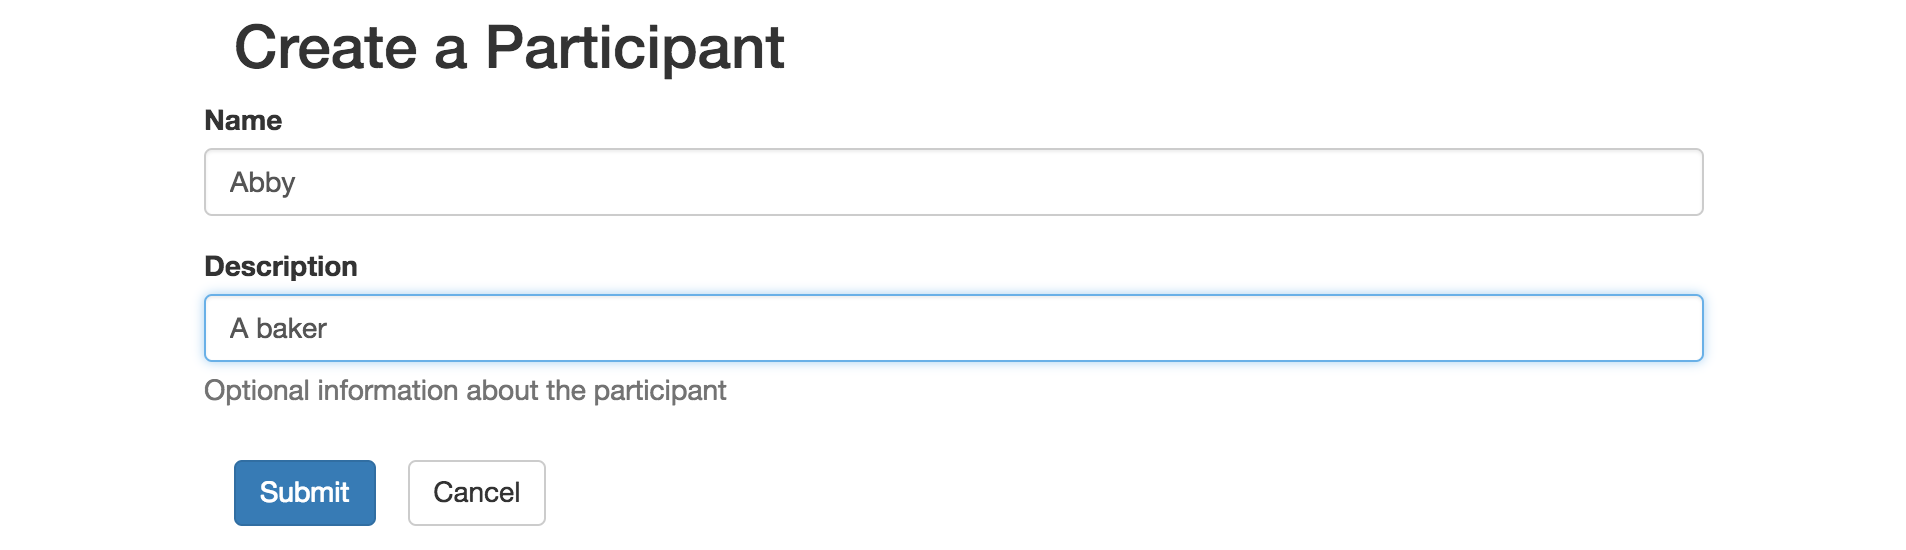 Create a Participant
Name
Abby
Description
A baker
Optional information about the participant
Submit Cancel